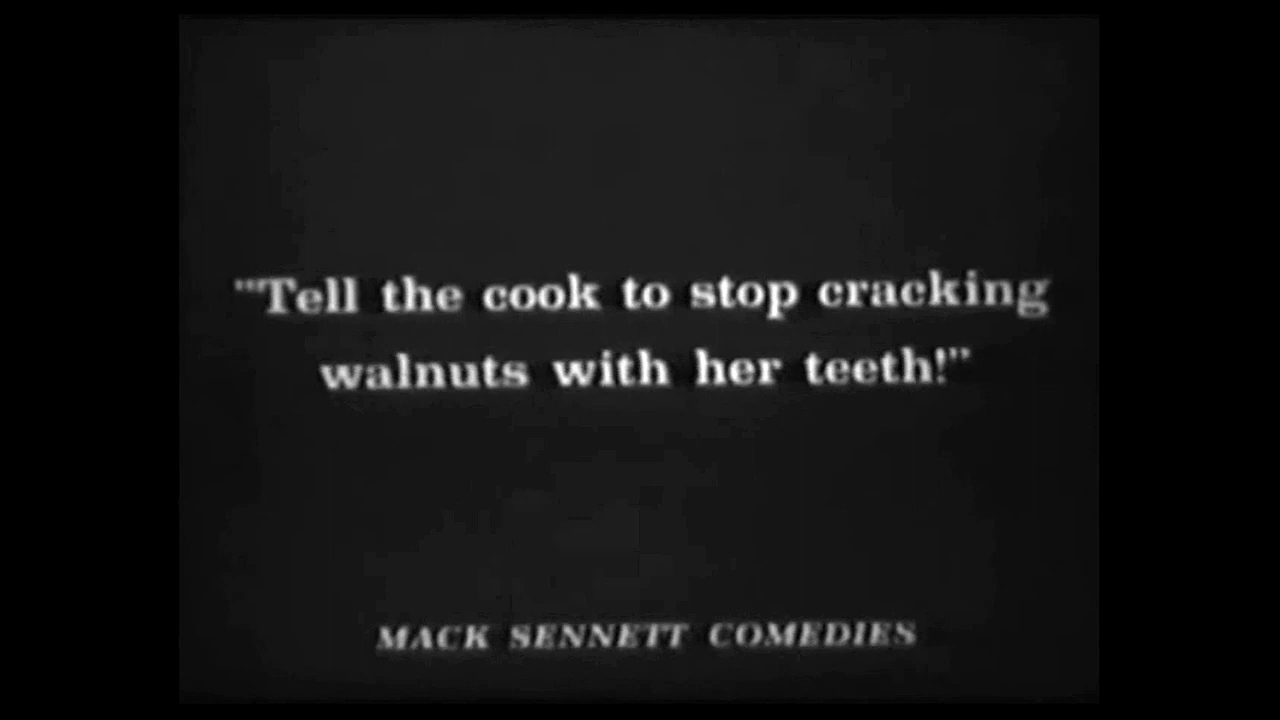 "Tell the cook to stop cracking
walnuts with her teeth!"
MACK SENNETT COMEDIES